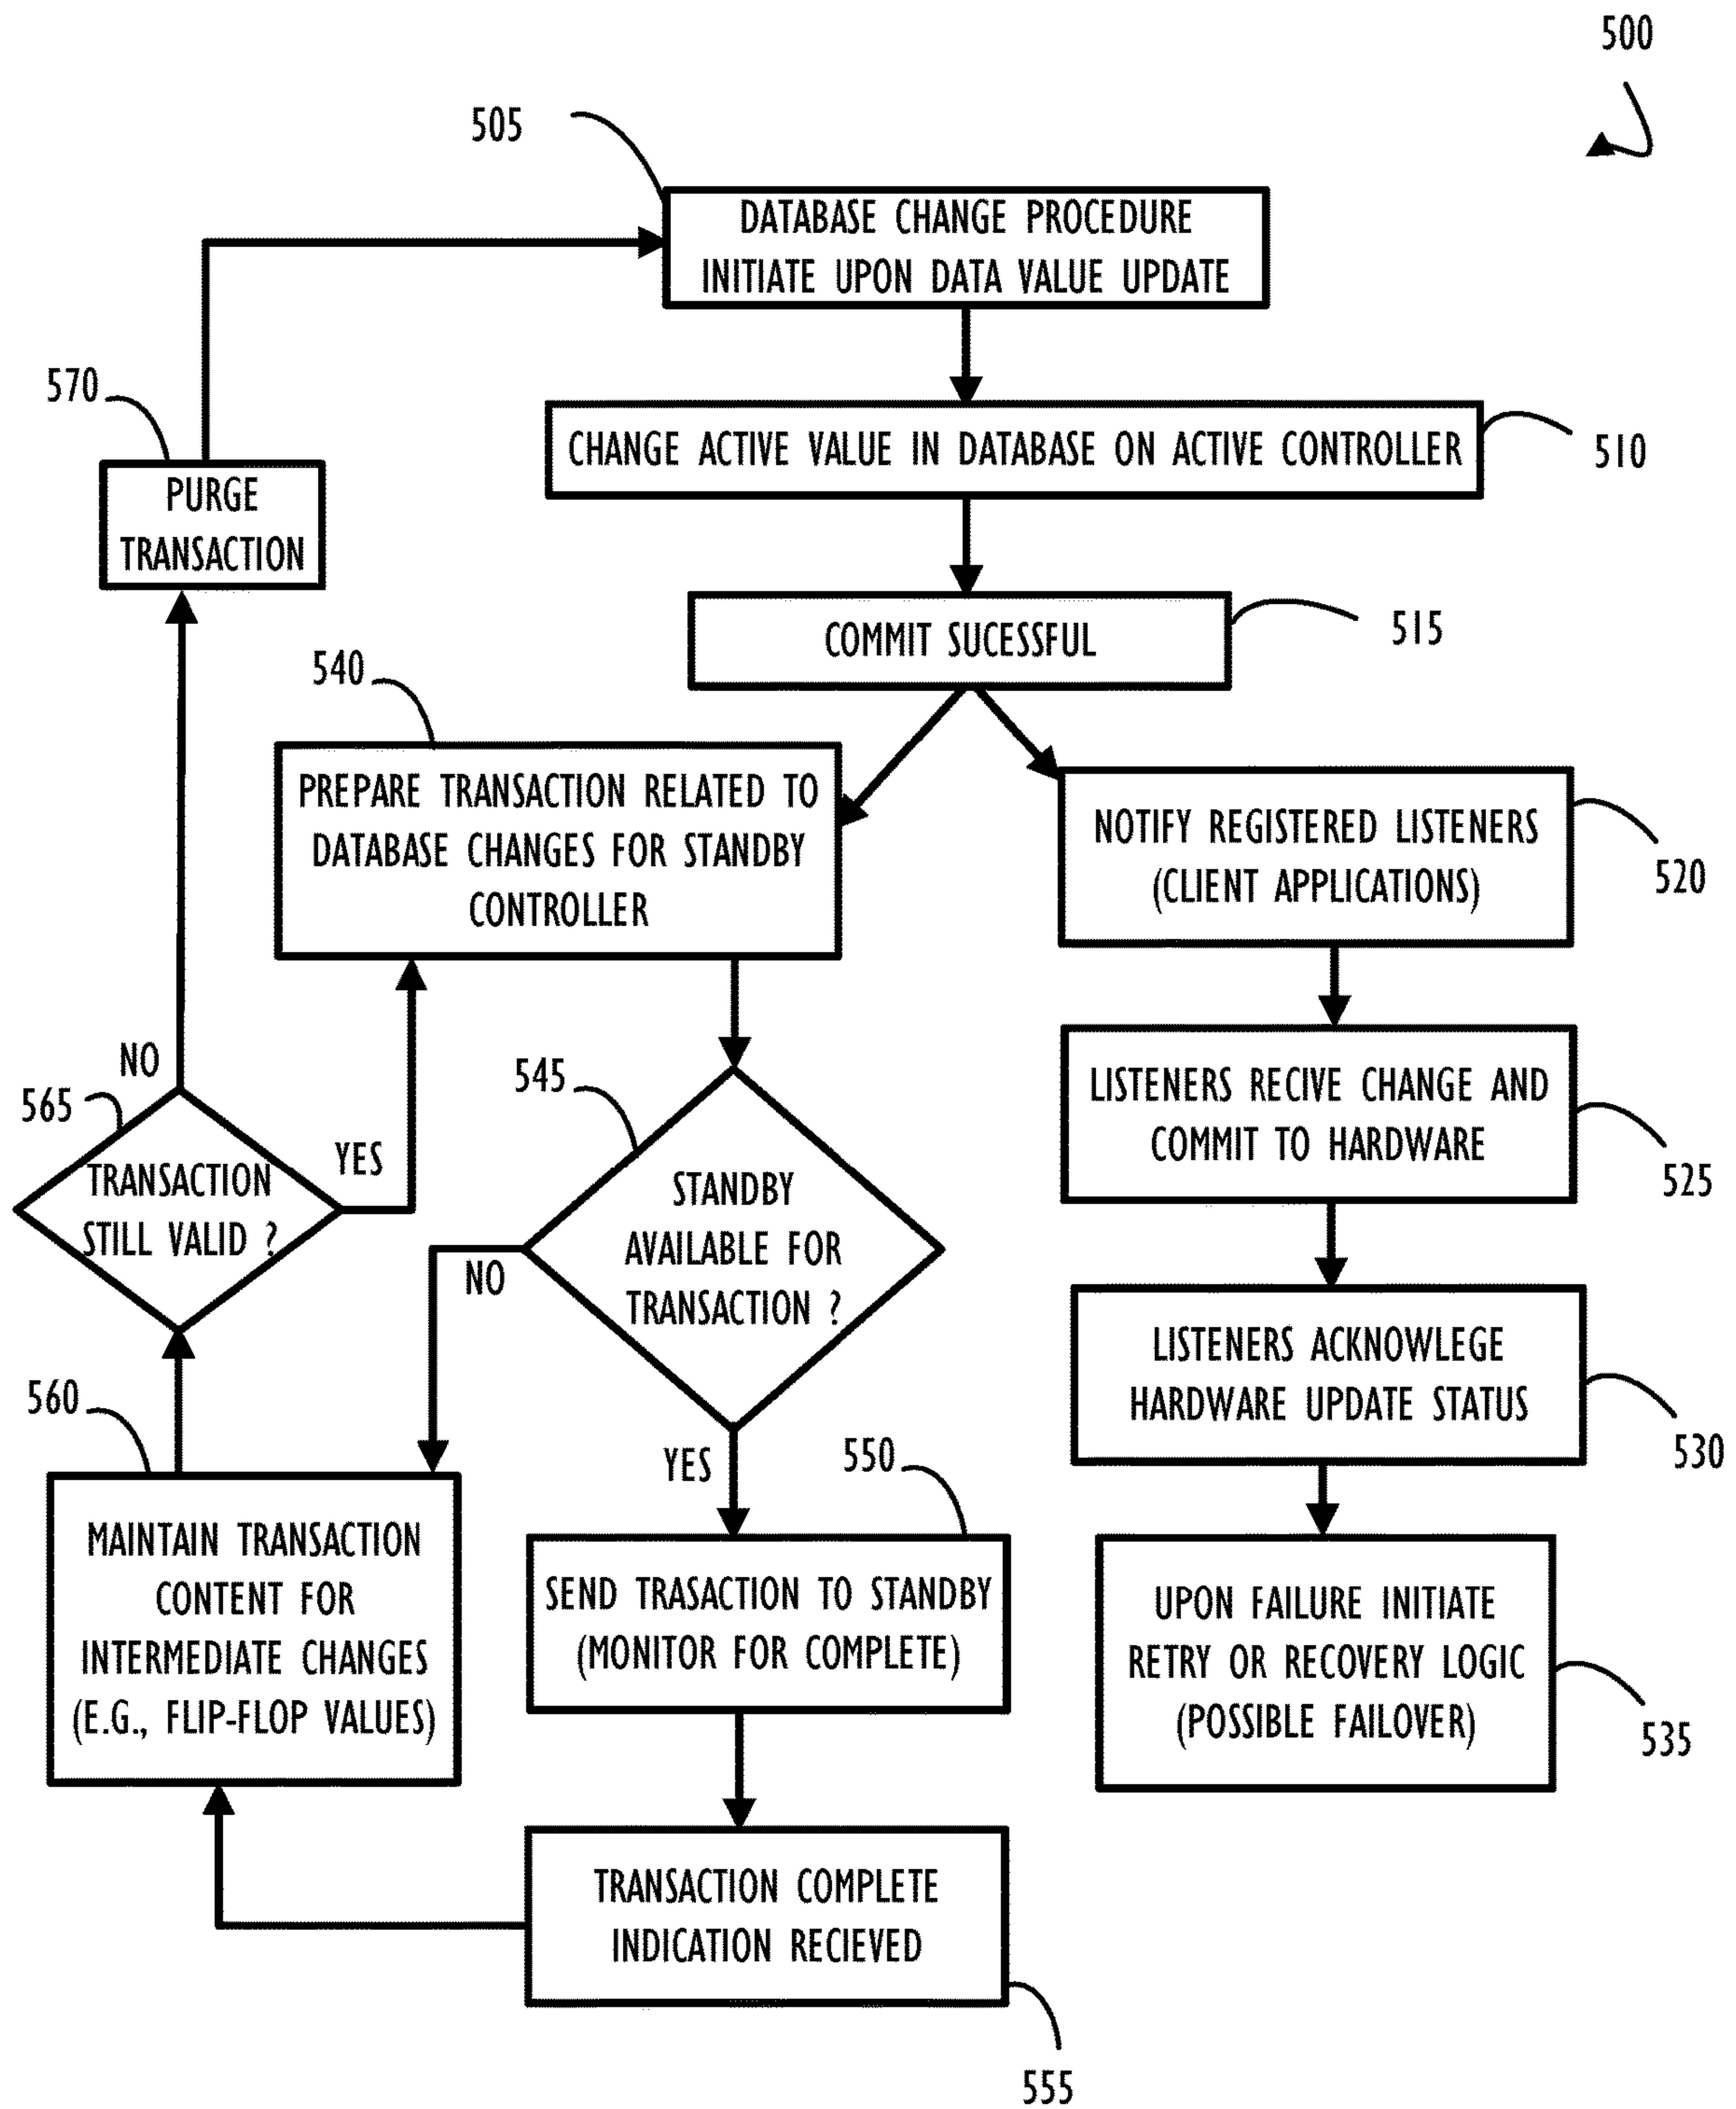 500
505
DATABASE CHANGE PROCEDURE
INITIATE UPON DATA VALUE UPDATE
570
CHANGE ACTIVE VALUE IN DATABASE ON ACTIVE CONTROLLER
510
PURGE
TRANSACTION
COMMIT SUCESSFUL
515
540
PREPARE TRANSACTION RELATED TO
DATABASE CHANGES FOR STANDBY
CONTROLLER
NOTIFY REGISTERED LISTENERS
(CLIENT APPLICATIONS)
520
NO
545
565
LISTENERS RECIVE CHANGE AND
COMMIT TO HARDWARE
525
YES
TRANSACTION
STILL VALID ?
STANDBY
AVAILABLE FOR
TRANSACTION ?
NO
LISTENERS ACKNOWLEGE
HARDWARE UPDATE STATUS
530
560
YES
550
MAINTAIN TRANSACTION
CONTENT FOR
INTERMEDIATE CHANGES
(E.G., FLIP-FLOP VALUES)
SEND TRASACTION TO STANDBY
(MONITOR FOR COMPLETE)
UPON FAILURE INITIATE
RETRY OR RECOVERY LOGIC
(POSSIBLE FAILOVER)
535
TRANSACTION COMPLETE
INDICATION RECIEVED
555